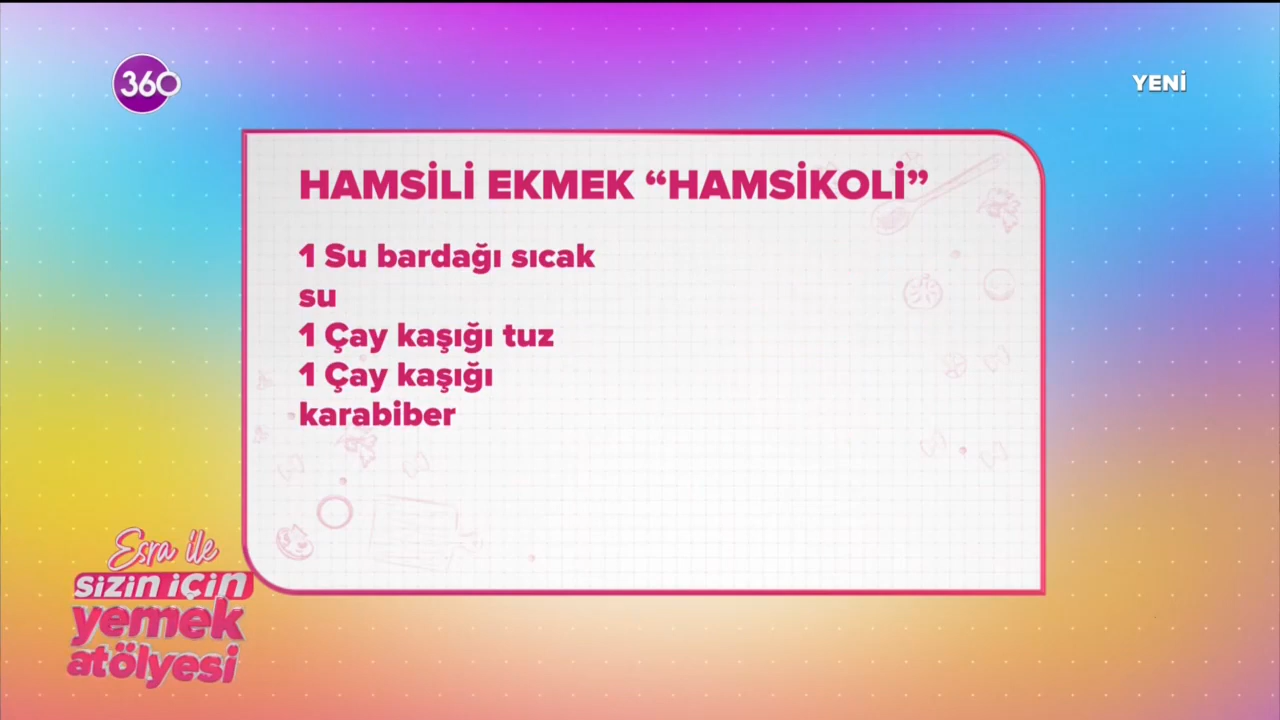 360
YENİ
HAMSİLİ EKMEK “HAMSİKOLİ”
1 Su bardağı sıcak
su
1 Çay kaşığı tuz
1 Çay kaşığı
karabiber
Esra ile
sizin için
yemek
atölyesi